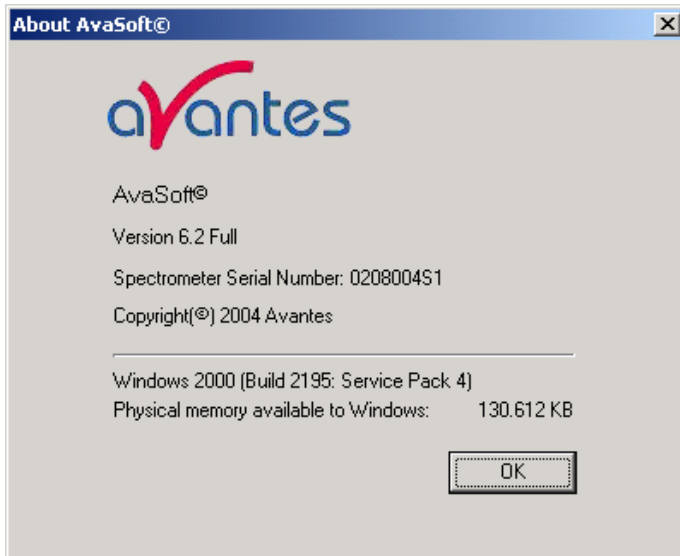 About AvaSoft©
avantes
AvaSoft©
Version 6.2 Full
Spectrometer Serial Number: 0208004S1
Copyright(©) 2004 Avantes
Windows 2000 (Build 2195: Service Pack 4)
Physical memory available to Windows: 130.612 KB
OK